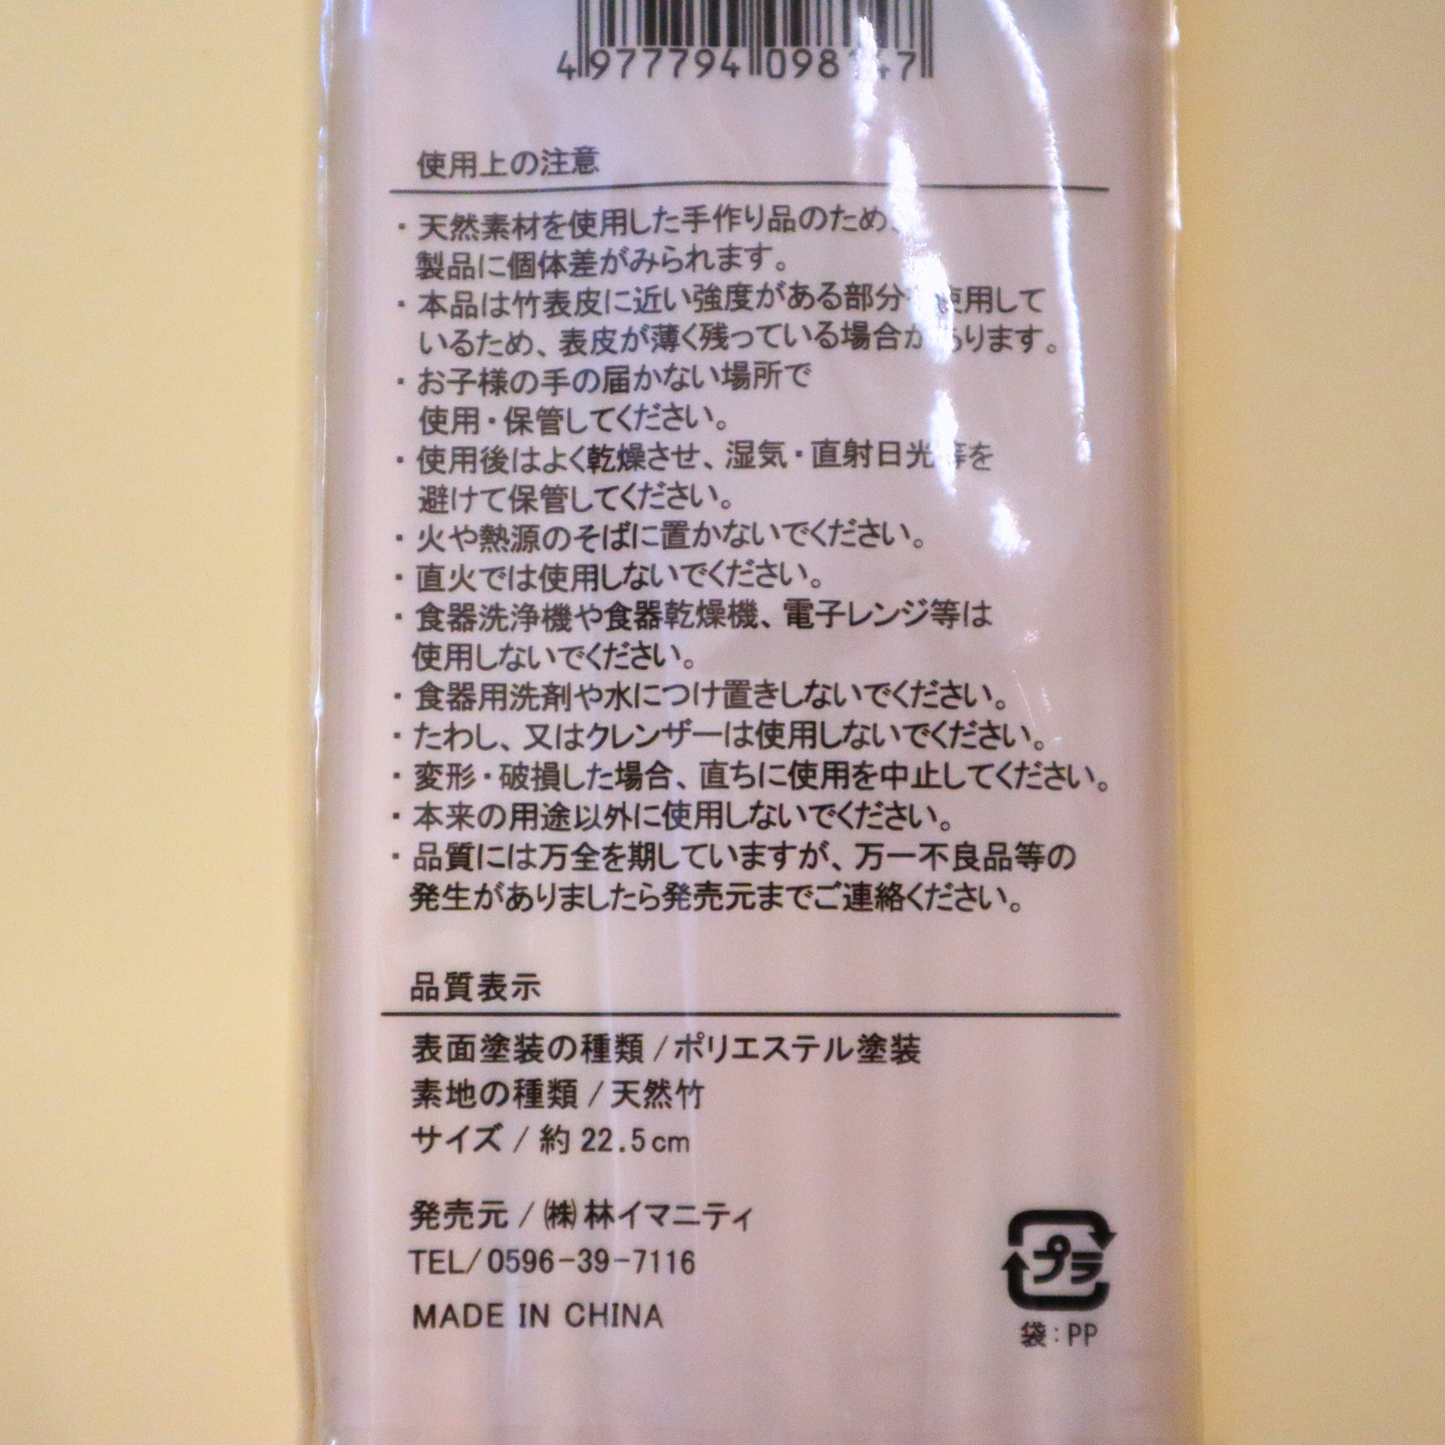 4 977794 098 47
使用上の注意
・天然素材を使用した手作り品のため、
製品に個体差がみられます。
・本品は竹表皮に近い強度がある部分 使用して
いるため、表皮が薄く残っている場合があります。
・お子様の手の届かない場所で
使用・保管してください。
・使用後はよく乾燥させ、湿気・直射日光等を
避けて保管してください。
・火や熱源のそばに置かないでください。
・直火では使用しないでください。
・食器洗浄機や食器乾燥機、電子レンジ等は
使用しないでください。
・食器用洗剤や水につけ置きしないでください。
・たわし、又はクレンザーは使用しないでください。
・変形・破損した場合、直ちに使用を中止してください。
・本来の用途以外に使用しないでください。
・品質には万全を期していますが、万一不良品等の
発生がありましたら発売元までご連絡ください。
品質表示
表面塗装の種類/ポリエステル塗装
素地の種類/天然竹
サイズ/約22.5cm
発売元/㈱林イマニティ
TEL/0596-39-7116
MADE IN CHINA
プラ
袋:PP